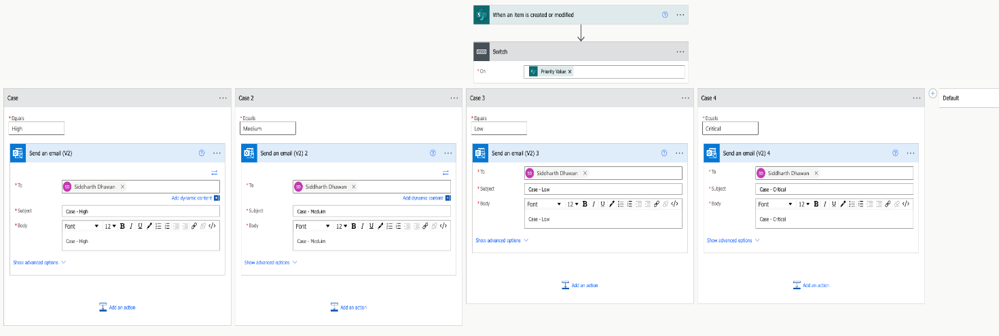 When an item is created or modified
Switch
* On
Priority Value
Case
* Equals
High
Send an email (V2)
* To
SD Siddharth Dhawan
Add dynamic content
* Subject
Case - High
* Body
Font 12 B I U </>
Case - High
Show advanced options
Add an action
Case 2
* Equals
Medium
Send an email (V2) 2
* To
SD Siddharth Dhawan
Add dynamic content
* Subject
Case - Meduim
* Body
Font 12 B I U </>
Case - Meduim
Show advanced options
Add an action
Case 3
* Equals
Low
Send an email (V2) 3
* To
SD Siddharth Dhawan
* Subject
Case - Low
* Body
Font 12 B I U </>
Case - Low
Show advanced options
Add an action
Case 4
* Equals
Critical
Send an email (V2) 4
* To
SD Siddharth Dhawan
* Subject
Case - Critical
* Body
Font 12 B I U </>
Case - Critical
Show advanced options
Add an action
Default